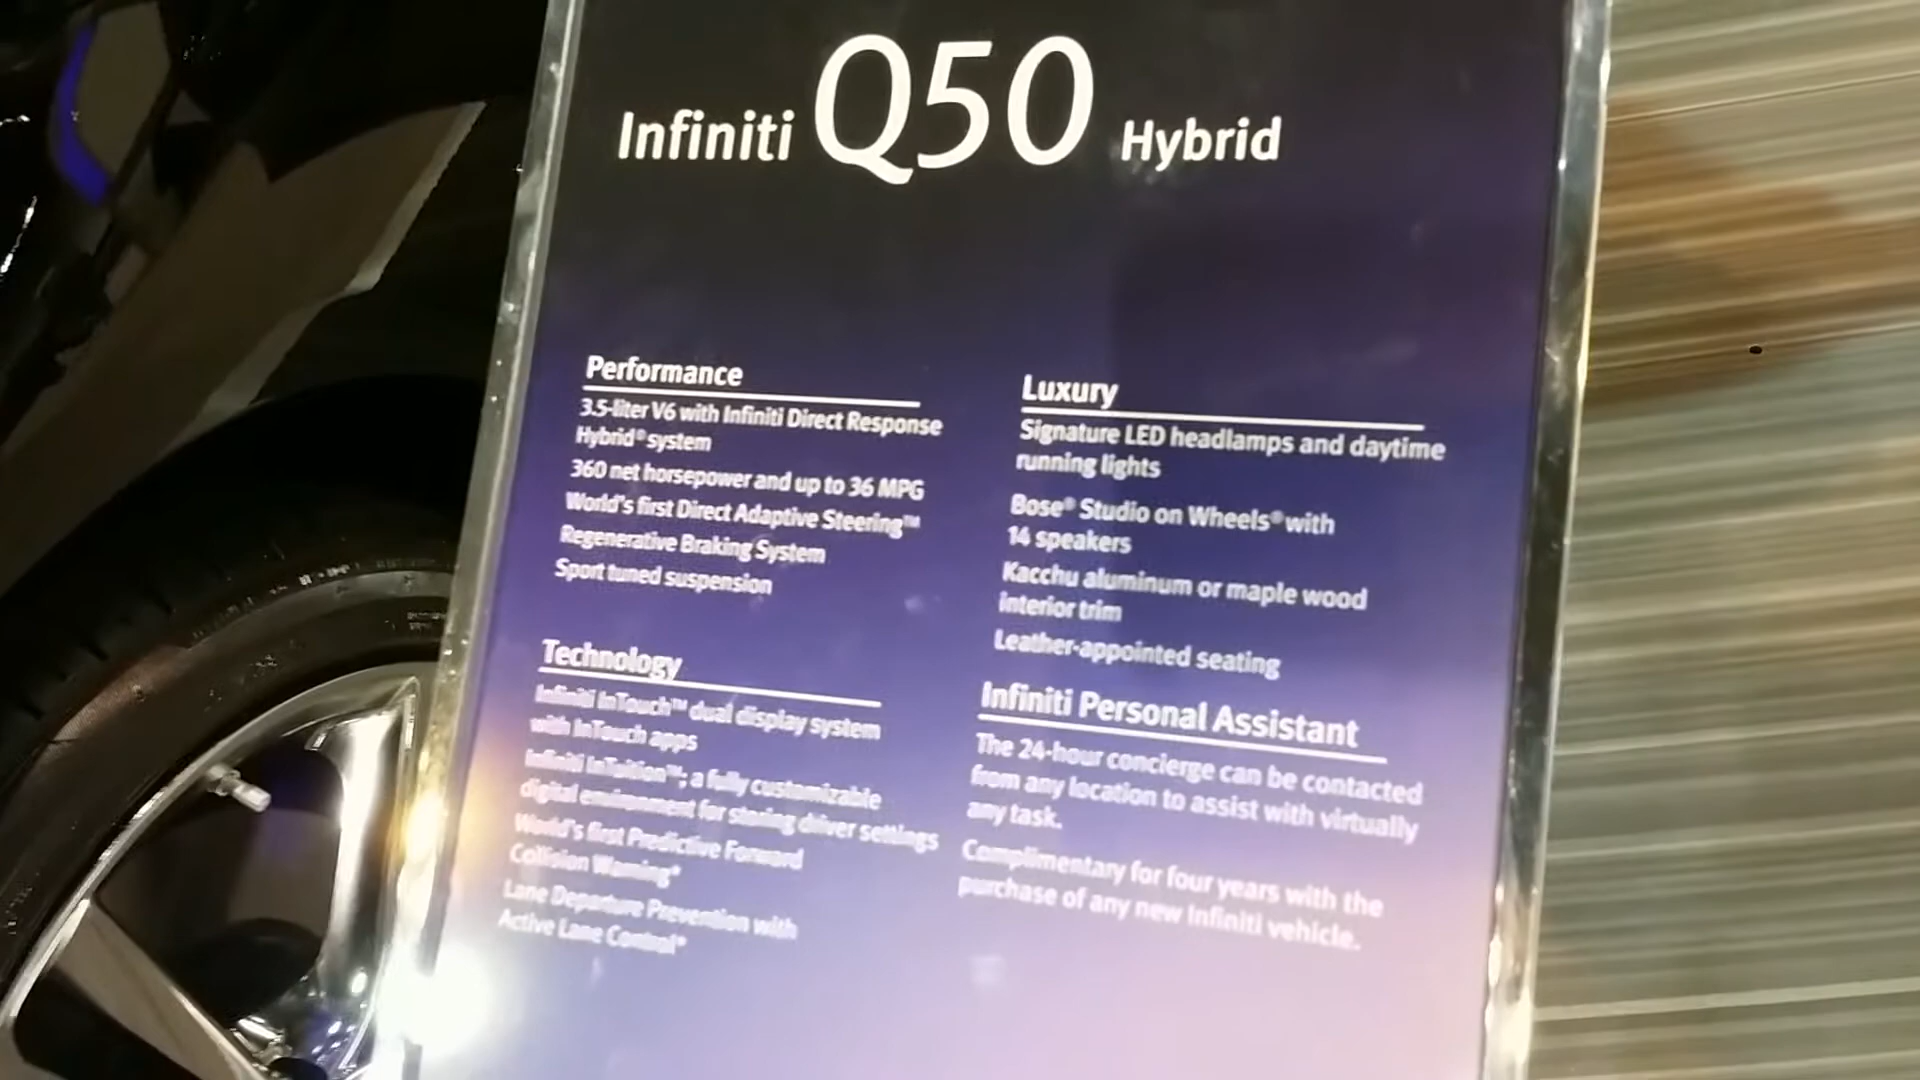 Infiniti Q50 Hybrid
Performance
3.5-liter V6 with Infiniti Direct Response
Hybrid® system
360 net horsepower and up to 36 MPG
World's first Direct Adaptive Steering™
Regenerative Braking System
Sport tuned suspension
Technology
Infiniti InTouch™ dual display system
with InTouch apps
Infiniti InTuition™; a fully customizable
digital environment for storing driver settings
World's first Predictive Forward
Collision Warning®
Lane Departure Prevention with
Active Lane Control®
Luxury
Signature LED headlamps and daytime
running lights
Bose® Studio on Wheels® with
14 speakers
Kacchu aluminum or maple wood
interior trim
Leather-appointed seating
Infiniti Personal Assistant
The 24-hour concierge can be contacted
from any location to assist with virtually
any task.
Complimentary for four years with the
purchase of any new Infiniti vehicle.